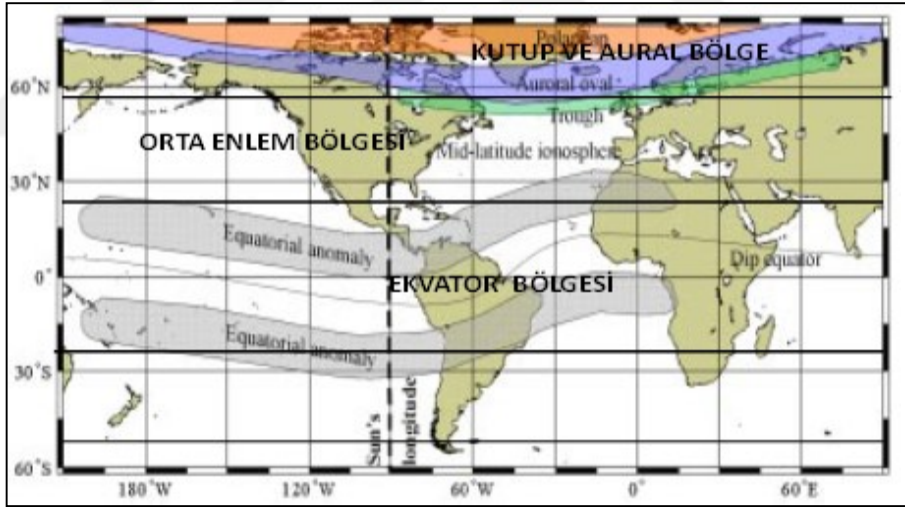 Polar cap
KUTUP VE AURAL BÖLGE
Auroral oval
60°N
Trough
ORTA ENLEM BÖLGESİ
Mid-latitude ionosphere
30°N
Equatorial anomaly
Dip equator
0°
EKVATOR BÖLGESİ
Equatorial anomaly
30°S
Sun's
longitude
60°S
180°W
120°W
60°W
0°
60°E